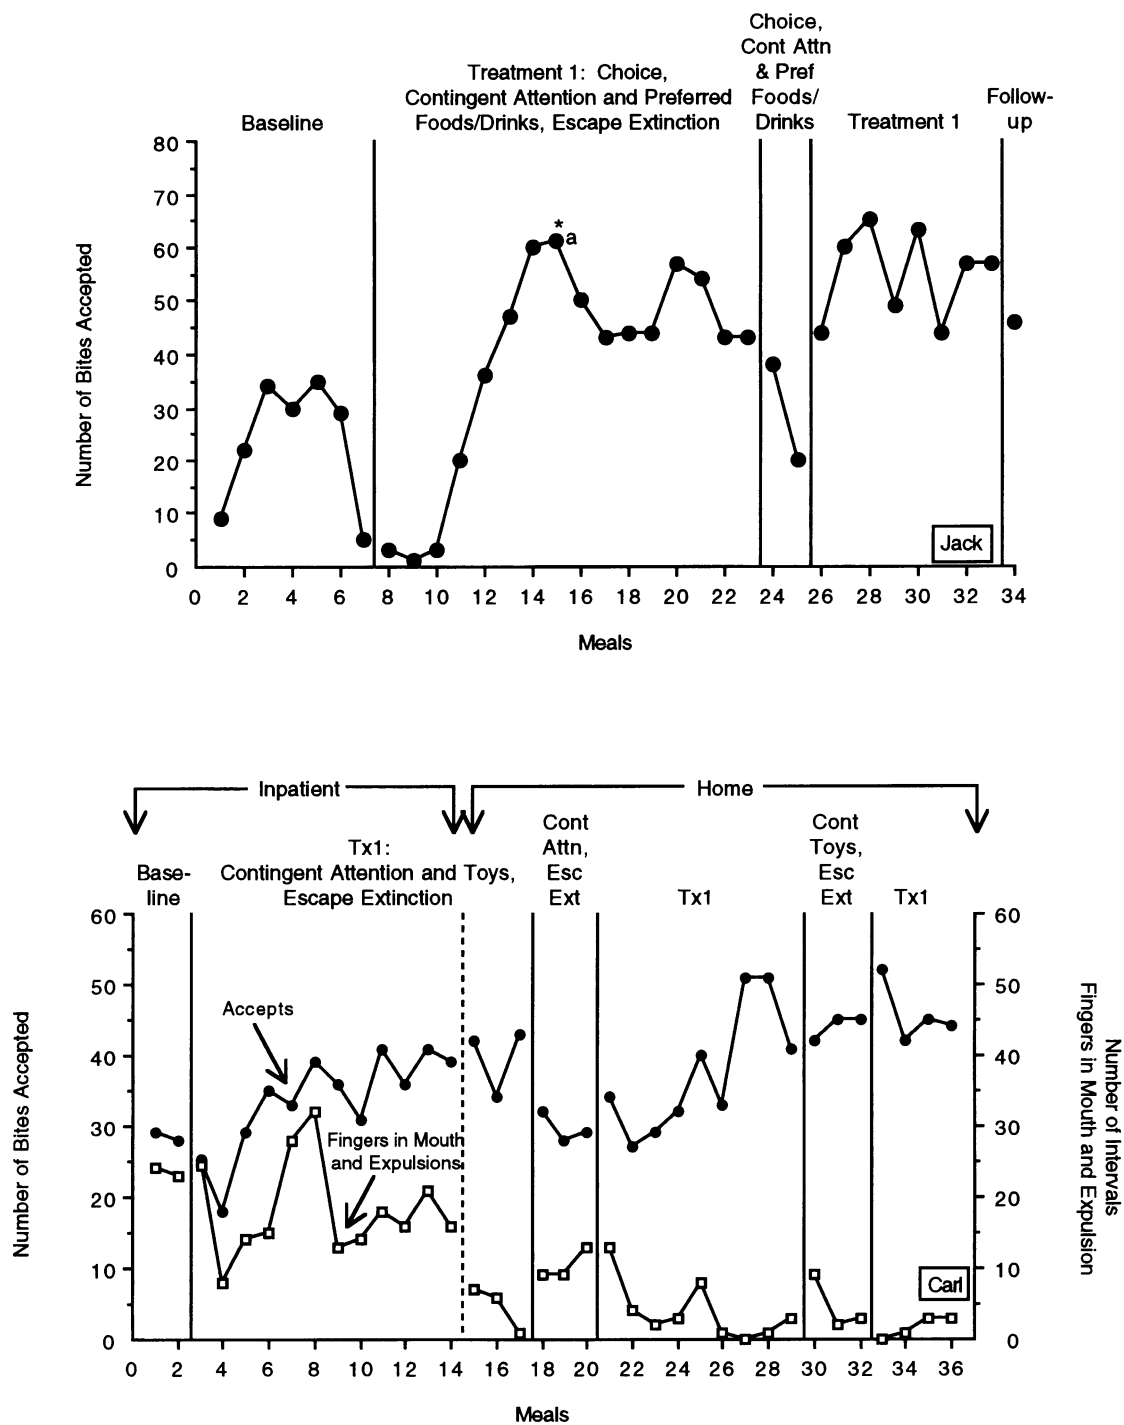 Choice,
Cont Attn
& Pref
Foods/
Drinks
Treatment 1: Choice,
Contingent Attention and Preferred
Foods/Drinks, Escape Extinction
Baseline
Treatment 1
Follow-
up
Number of Bites Accepted
80
70
60
50
40
30
20
10
0
*
a
Jack
0 2 4 6 8 10 12 14 16 18 20 22 24 26 28 30 32 34
Meals
Inpatient
Home
Base-
line
Tx1:
Contingent Attention and Toys,
Escape Extinction
Cont
Attn,
Esc
Ext
Tx1
Cont
Toys,
Esc
Ext
Tx1
Number of Bites Accepted
60
50
40
30
20
10
0
Accepts
Fingers in Mouth
and Expulsions
Carl
60
50
40
30
20
10
0
Number of Intervals
Fingers in Mouth and Expulsion
0 2 4 6 8 10 12 14 16 18 20 22 24 26 28 30 32 34 36
Meals